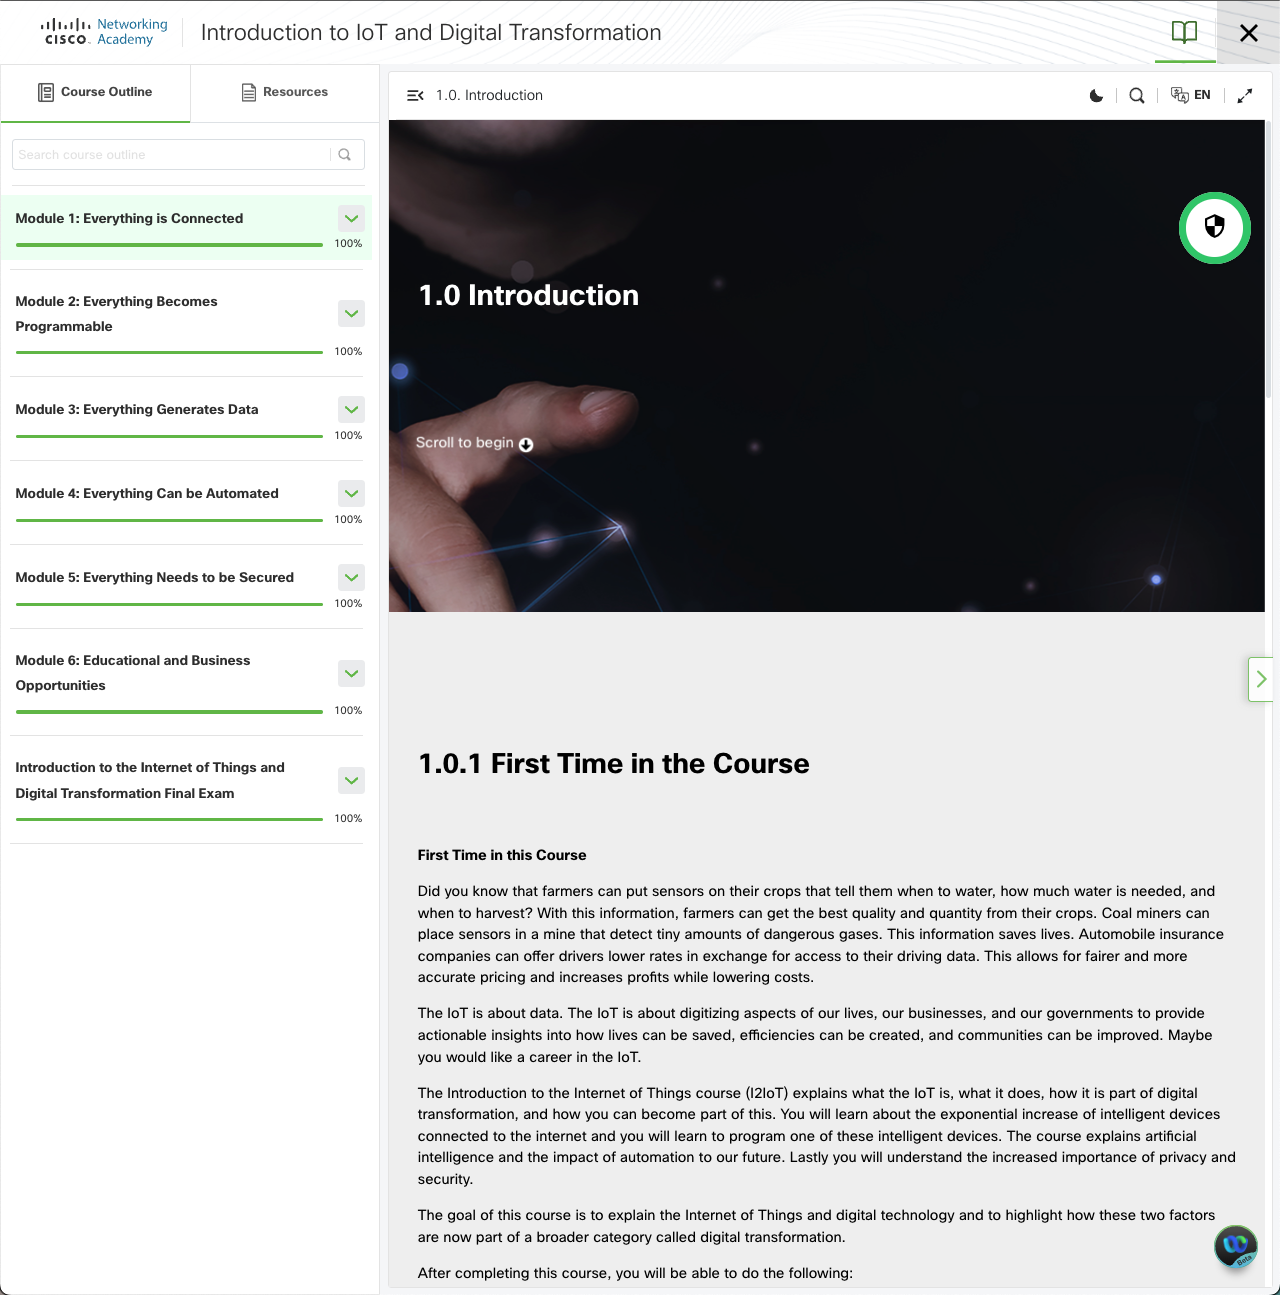 CISCO Networking Academy
Introduction to IoT and Digital Transformation
Course Outline
Resources
Search course outline
Module 1: Everything is Connected
100%
Module 2: Everything Becomes
Programmable
100%
Module 3: Everything Generates Data
100%
Module 4: Everything Can be Automated
100%
Module 5: Everything Needs to be Secured
100%
Module 6: Educational and Business
Opportunities
100%
Introduction to the Internet of Things and
Digital Transformation Final Exam
100%
1.0. Introduction
EN
1.0 Introduction
Scroll to begin
1.0.1 First Time in the Course
First Time in this Course
Did you know that farmers can put sensors on their crops that tell them when to water, how much water is needed, and
when to harvest? With this information, farmers can get the best quality and quantity from their crops. Coal miners can
place sensors in a mine that detect tiny amounts of dangerous gases. This information saves lives. Automobile insurance
companies can offer drivers lower rates in exchange for access to their driving data. This allows for fairer and more
accurate pricing and increases profits while lowering costs.
The IoT is about data. The IoT is about digitizing aspects of our lives, our businesses, and our governments to provide
actionable insights into how lives can be saved, efficiencies can be created, and communities can be improved. Maybe
you would like a career in the IoT.
The Introduction to the Internet of Things course (I2IoT) explains what the IoT is, what it does, how it is part of digital
transformation, and how you can become part of this. You will learn about the exponential increase of intelligent devices
connected to the internet and you will learn to program one of these intelligent devices. The course explains artificial
intelligence and the impact of automation to our future. Lastly you will understand the increased importance of privacy and
security.
The goal of this course is to explain the Internet of Things and digital technology and to highlight how these two factors
are now part of a broader category called digital transformation.
After completing this course, you will be able to do the following:
Beta